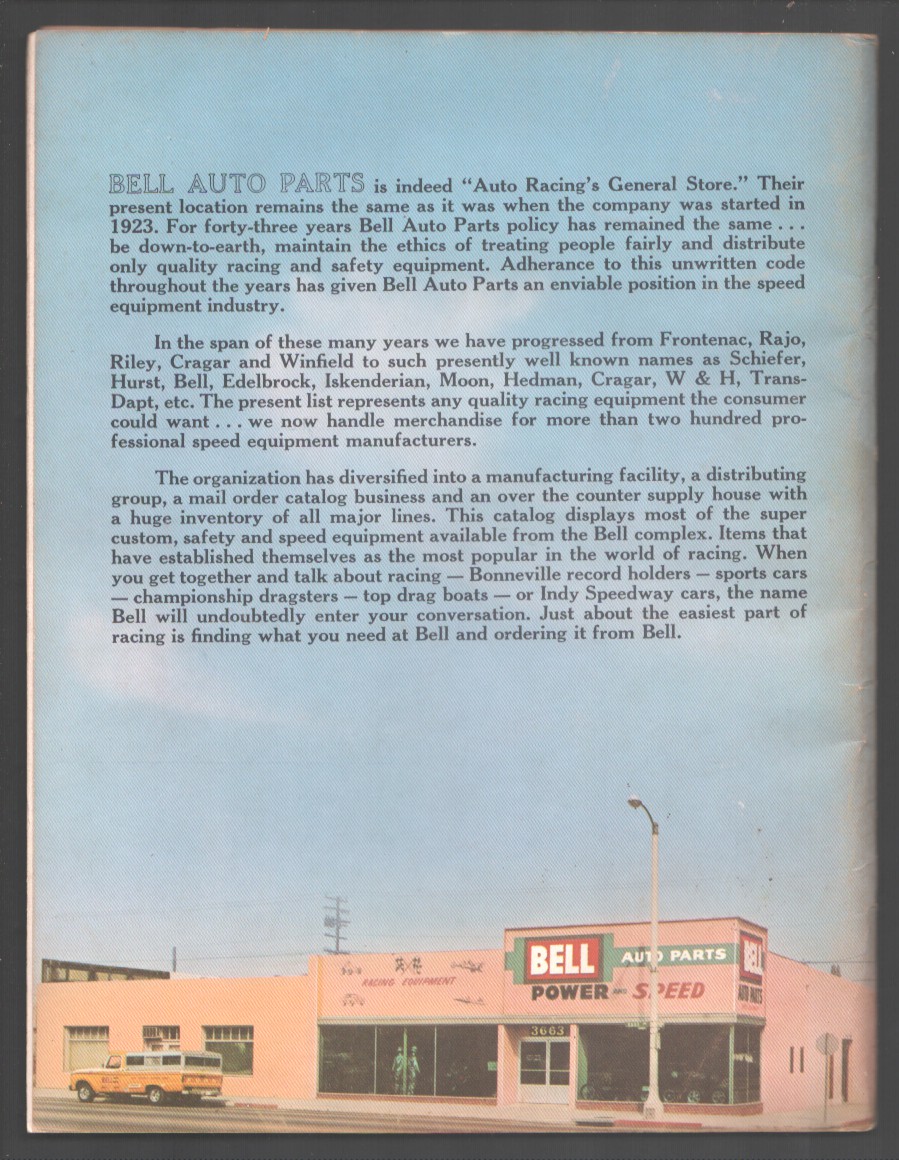 BELL AUTO PARTS is indeed “Auto Racing’s General Store.” Their
present location remains the same as it was when the company was started in
1923. For forty-three years Bell Auto Parts policy has remained the same . . .
be down-to-earth, maintain the ethics of treating people fairly and distribute
only quality racing and safety equipment. Adherance to this unwritten code
throughout the years has given Bell Auto Parts an enviable position in the speed
equipment industry.
In the span of these many years we have progressed from Frontenac, Rajo,
Riley, Cragar and Winfield to such presently well known names as Schiefer,
Hurst, Bell, Edelbrock, Iskenderian, Moon, Hedman, Cragar, W & H, Trans-
Dapt, etc. The present list represents any quality racing equipment the consumer
could want . . . we now handle merchandise for more than two hundred pro-
fessional speed equipment manufacturers.
The organization has diversified into a manufacturing facility, a distributing
group, a mail order catalog business and an over the counter supply house with
a huge inventory of all major lines. This catalog displays most of the super
custom, safety and speed equipment available from the Bell complex. Items that
have established themselves as the most popular in the world of racing. When
you get together and talk about racing — Bonneville record holders — sports cars
— championship dragsters — top drag boats — or Indy Speedway cars, the name
Bell will undoubtedly enter your conversation. Just about the easiest part of
racing is finding what you need at Bell and ordering it from Bell.
BELL AUTO PARTS
POWER AND SPEED
RACING EQUIPMENT
BELL
AUTO PARTS
3663